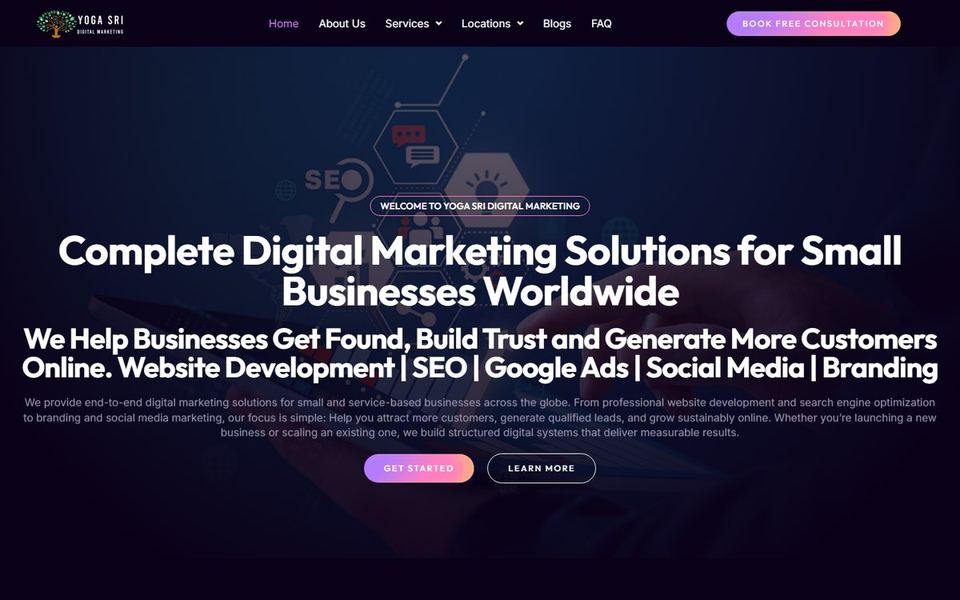 YOGA SRI
DIGITAL MARKETING
Home
About Us
Services
Locations
Blogs
FAQ
BOOK FREE CONSULTATION
SEO
WELCOME TO YOGA SRI DIGITAL MARKETING
Complete Digital Marketing Solutions for Small
Businesses Worldwide
We Help Businesses Get Found, Build Trust and Generate More Customers
Online. Website Development | SEO | Google Ads | Social Media | Branding
We provide end-to-end digital marketing solutions for small and service-based businesses across the globe. From professional website development and search engine optimization
to branding and social media marketing, our focus is simple: Help you attract more customers, generate qualified leads, and grow sustainably online. Whether you're launching a new
business or scaling an existing one, we build structured digital systems that deliver measurable results.
GET STARTED
LEARN MORE